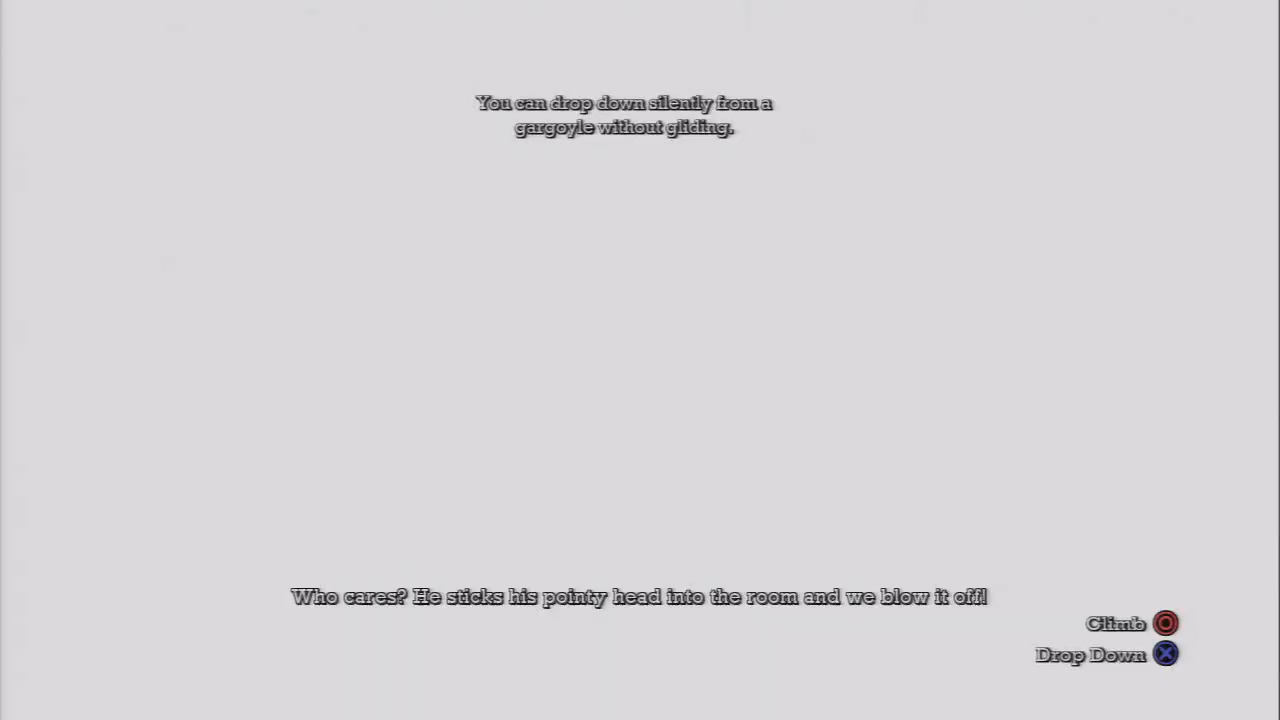 You can drop down silently from a
gargoyle without gliding.
Who cares? He sticks his pointy head into the room and we blow it off!
Climb
Drop Down